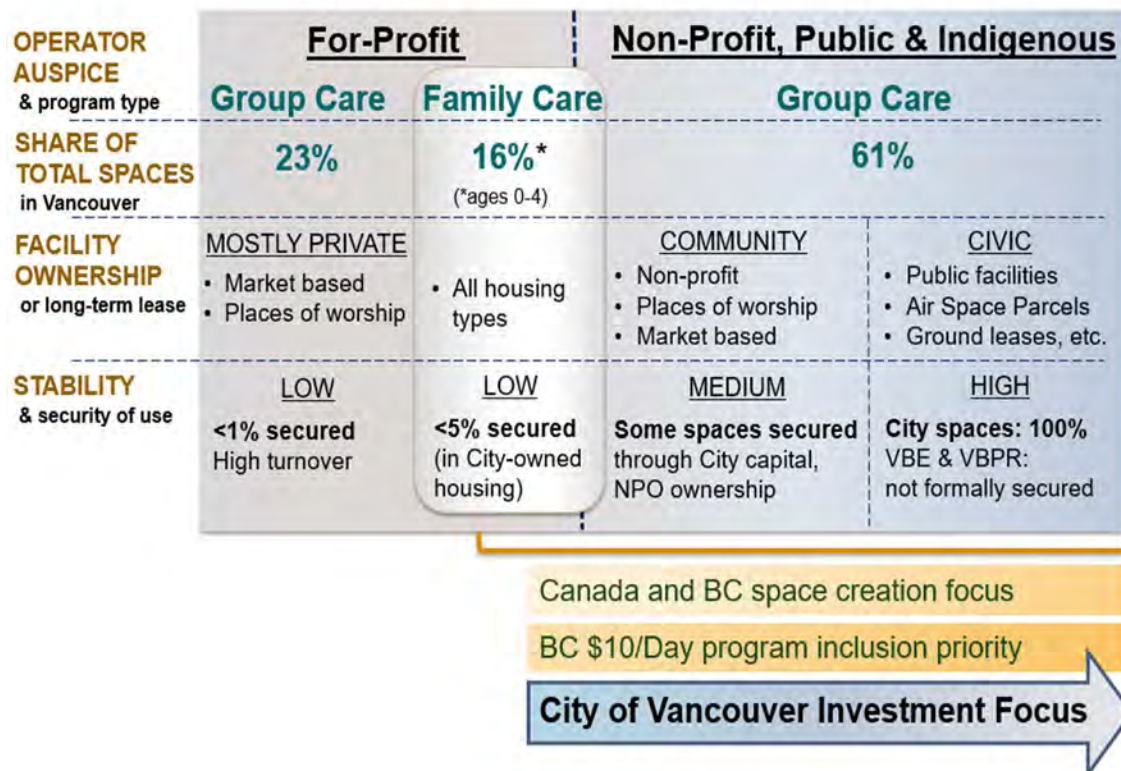 OPERATOR
AUSPICE
& program type
For-Profit
Non-Profit, Public & Indigenous
Group Care
Family Care
Group Care
SHARE OF
TOTAL SPACES
in Vancouver
23%
16%*
(*ages 0-4)
61%
FACILITY
OWNERSHIP
or long-term lease
MOSTLY PRIVATE
• Market based
• Places of worship
• All housing
types
COMMUNITY
• Non-profit
• Places of worship
• Market based
CIVIC
• Public facilities
• Air Space Parcels
• Ground leases, etc.
STABILITY
& security of use
LOW
<1% secured
High turnover
LOW
<5% secured
(in City-owned
housing)
MEDIUM
Some spaces secured
through City capital,
NPO ownership
HIGH
City spaces: 100%
VBE & VBPR:
not formally secured
Canada and BC space creation focus
BC $10/Day program inclusion priority
City of Vancouver Investment Focus